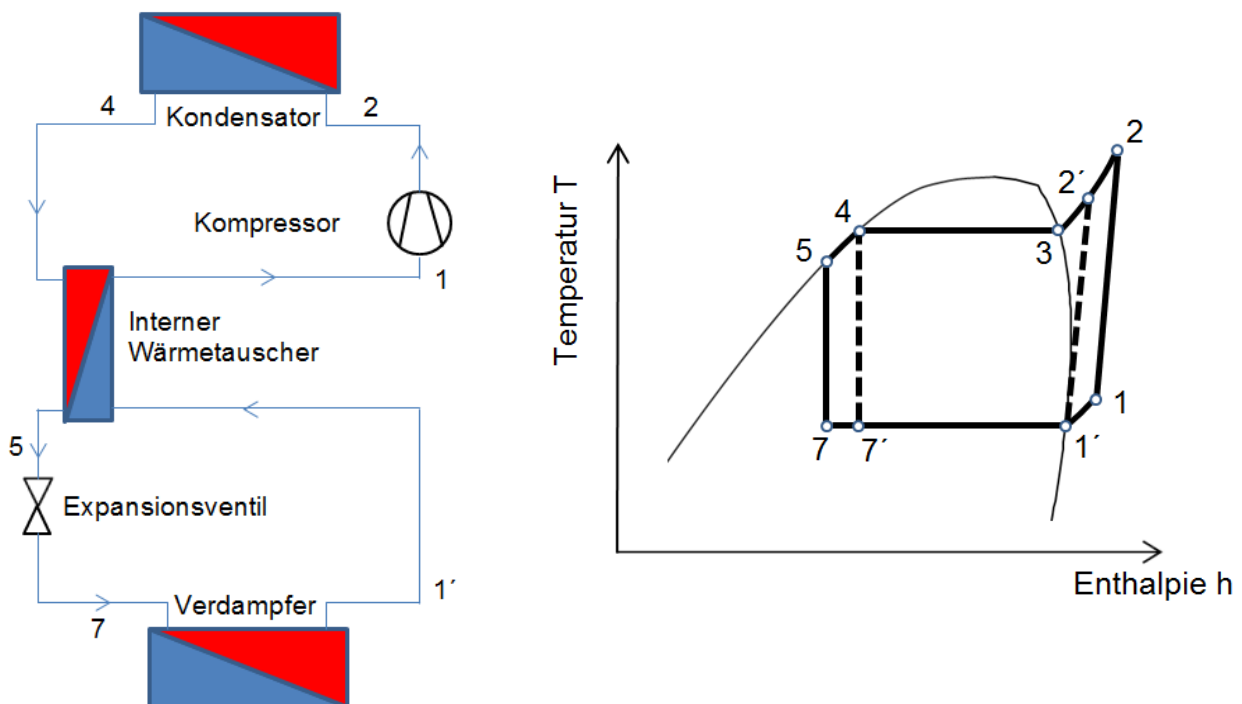 4
2
Kondensator
Kompressor
1
Interner
Wärmetauscher
5
Expansionsventil
1´
Verdampfer
7
Temperatur T
2
2´
4
3
5
1
7
7´
1´
Enthalpie h